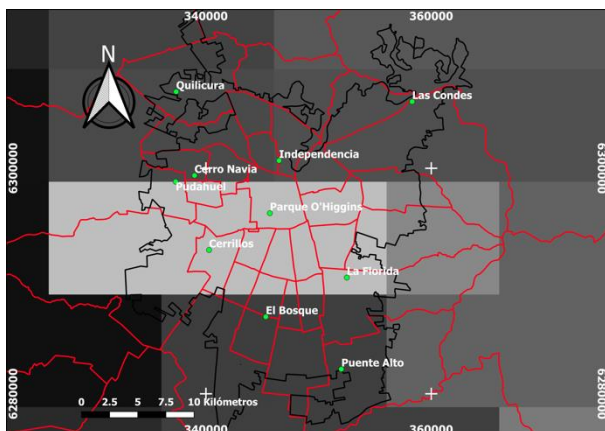 340000
360000
N
Quilicura
Las Condes
Independencia
6300000
6300000
Cerro Navia
Pudahuel
Parque O'Higgins
Cerrillos
La Florida
El Bosque
Puente Alto
6280000
6280000
0 2.5 5 7.5 10 Kilómetros
340000
360000